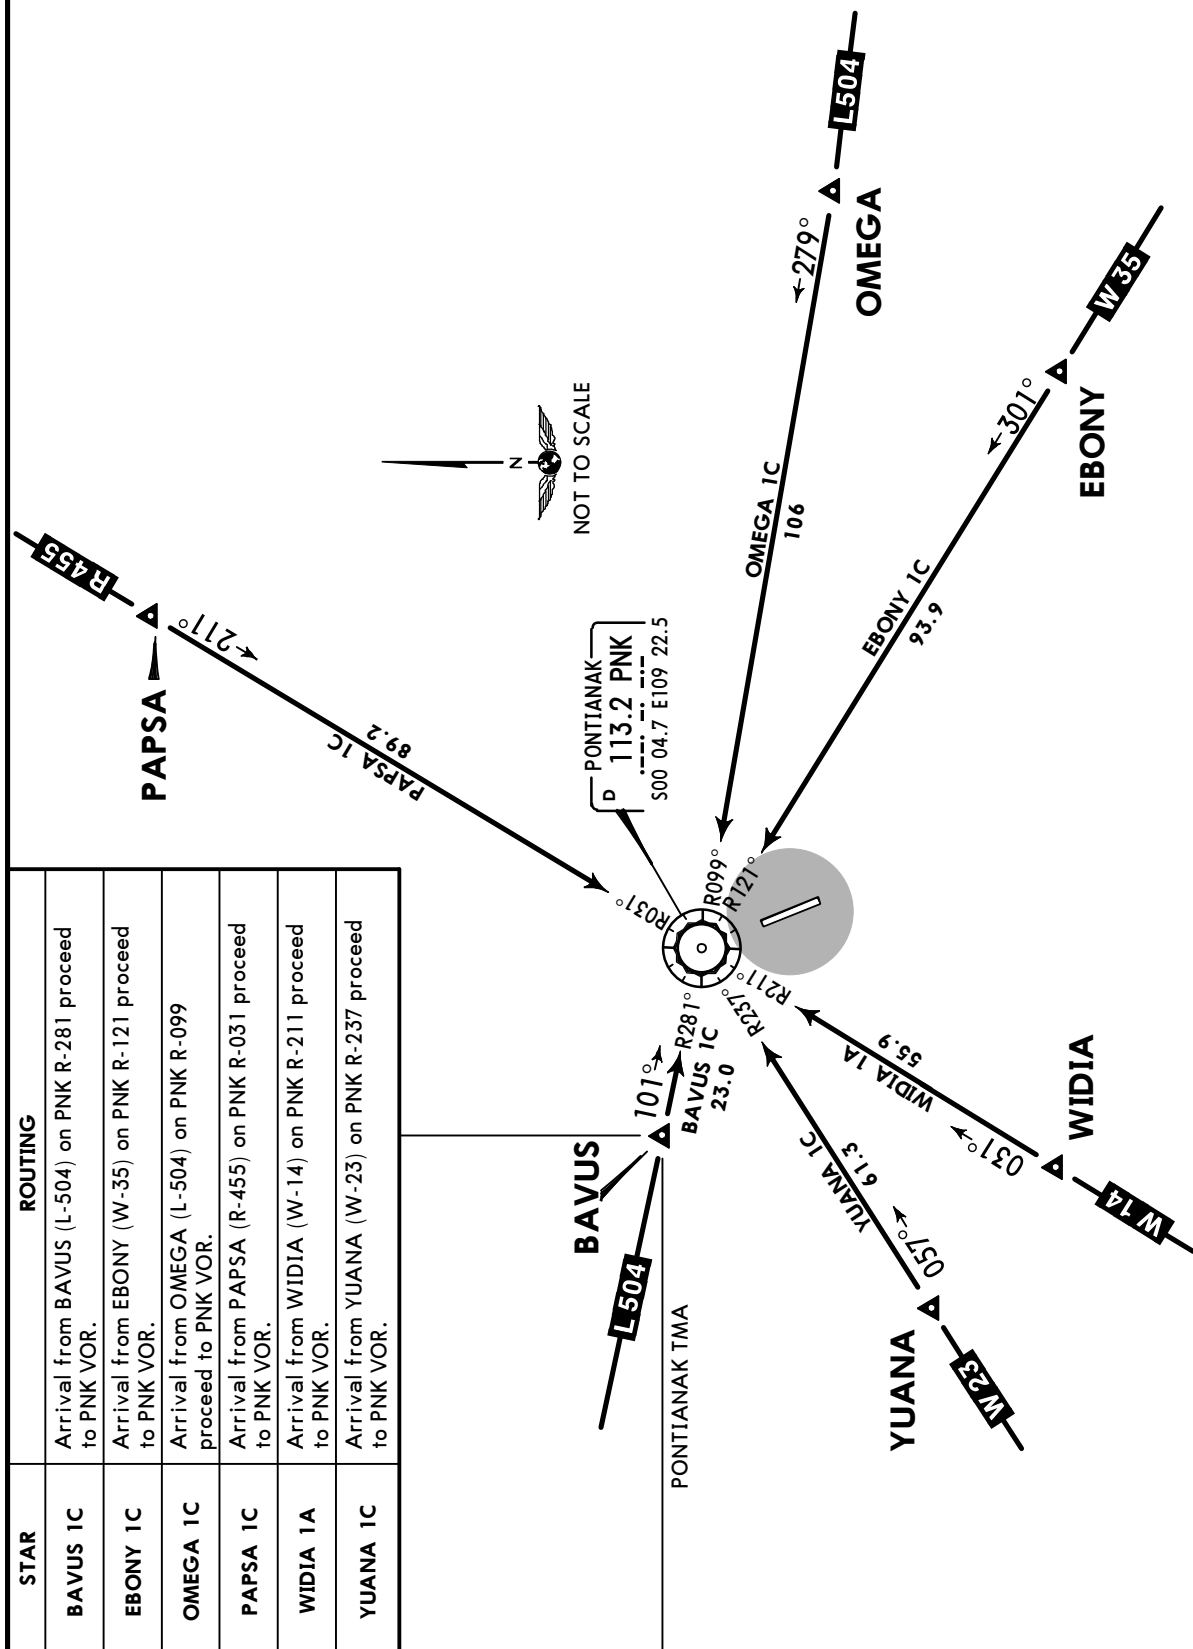 STAR
ROUTING
BAVUS 1C
Arrival from BAVUS (L-504) on PNK R-281 proceed
to PNK VOR.
EBONY 1C
Arrival from EBONY (W-35) on PNK R-121 proceed
to PNK VOR.
OMEGA 1C
Arrival from OMEGA (L-504) on PNK R-099
proceed to PNK VOR.
PAPSA 1C
Arrival from PAPSA (R-455) on PNK R-031 proceed
to PNK VOR.
WIDIA 1A
Arrival from WIDIA (W-14) on PNK R-211 proceed
to PNK VOR.
YUANA 1C
Arrival from YUANA (W-23) on PNK R-237 proceed
to PNK VOR.
R455
PAPSA
211°
PAPSA 1C
89.2
N
NOT TO SCALE
PONTIANAK
D 113.2 PNK
S00 04.7 E109 22.5
L504
OMEGA
279°
OMEGA 1C
106
W 35
EBONY
301°
EBONY 1C
93.9
R031°
R099°
R121°
R211°
R237°
R281°
BAVUS
101°
BAVUS 1C
23.0
L504
PONTIANAK TMA
WIDIA 1A
55.9
031°
WIDIA
W 14
YUANA 1C
61.3
057°
YUANA
W 23